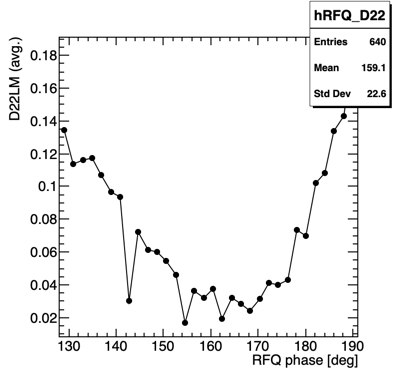 hRFQ_D22
Entries 640
Mean 159.1
Std Dev 22.6
D22LM (avg.)
0.18
0.16
0.14
0.12
0.1
0.08
0.06
0.04
0.02
130 140 150 160 170 180 190
RFQ phase [deg]